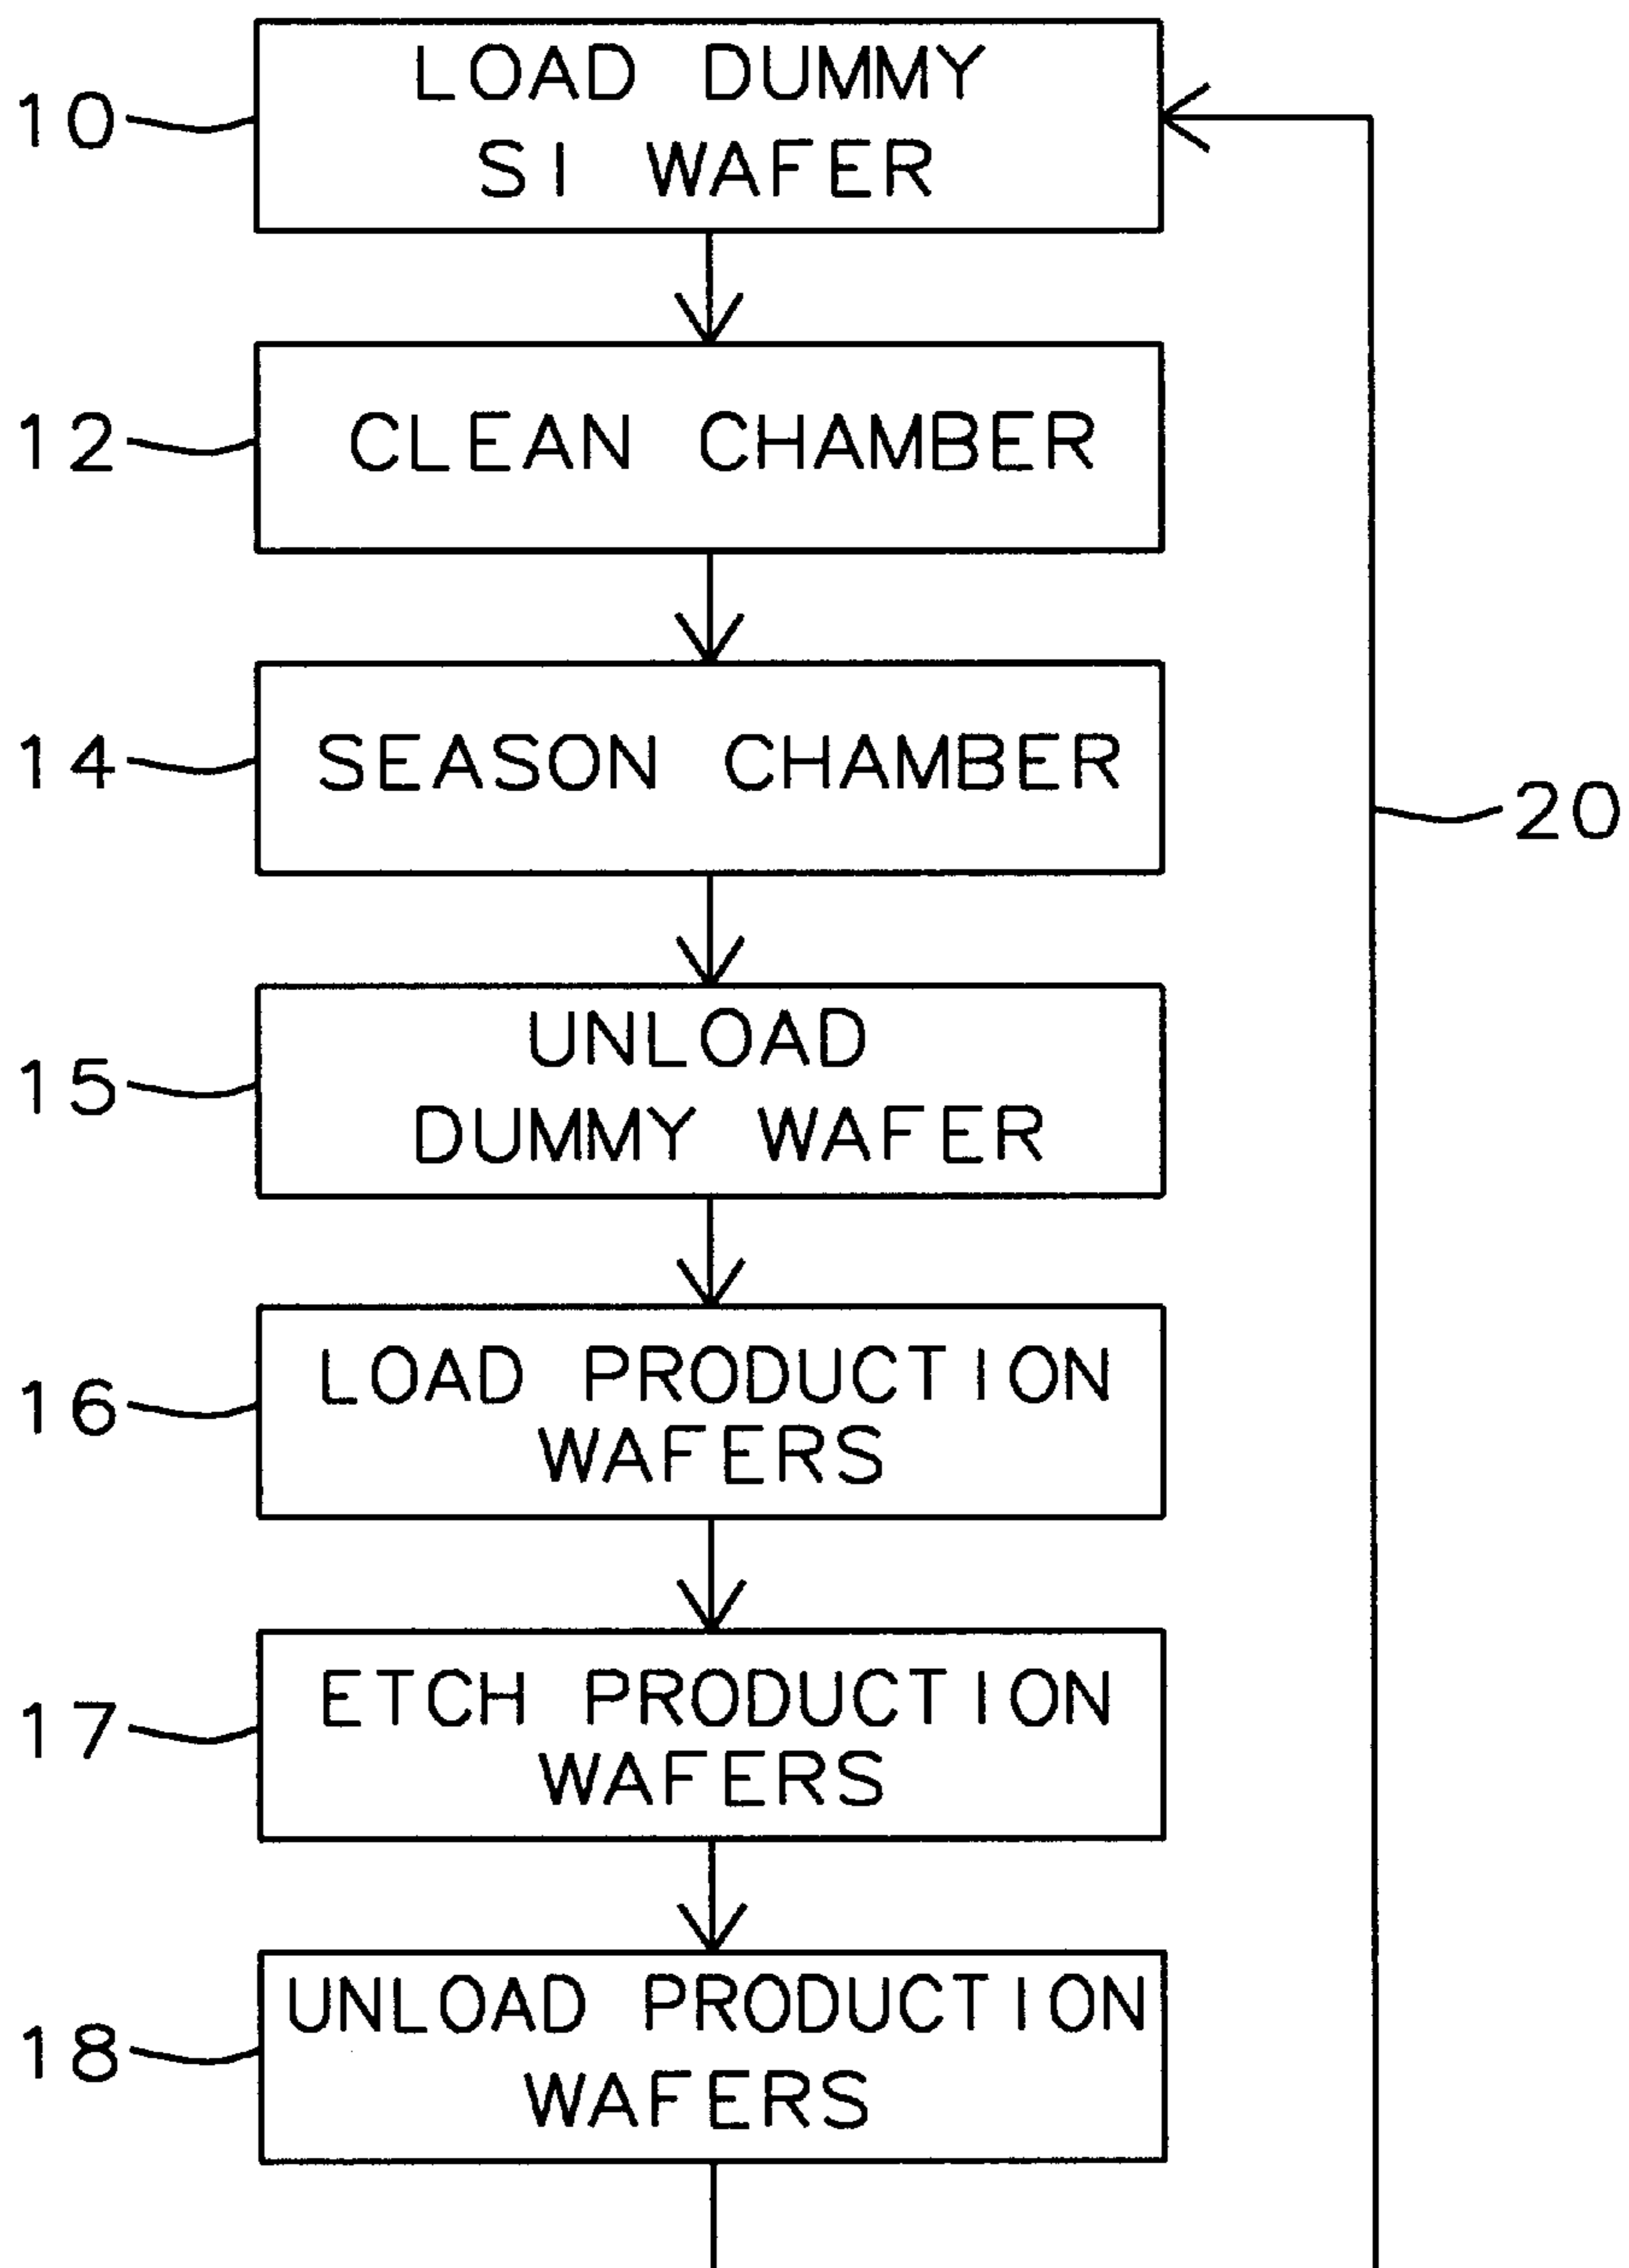 10
LOAD DUMMY
SI WAFER
12
CLEAN CHAMBER
14
SEASON CHAMBER
20
15
UNLOAD
DUMMY WAFER
16
LOAD PRODUCTION
WAFERS
17
ETCH PRODUCTION
WAFERS
18
UNLOAD PRODUCTION
WAFERS